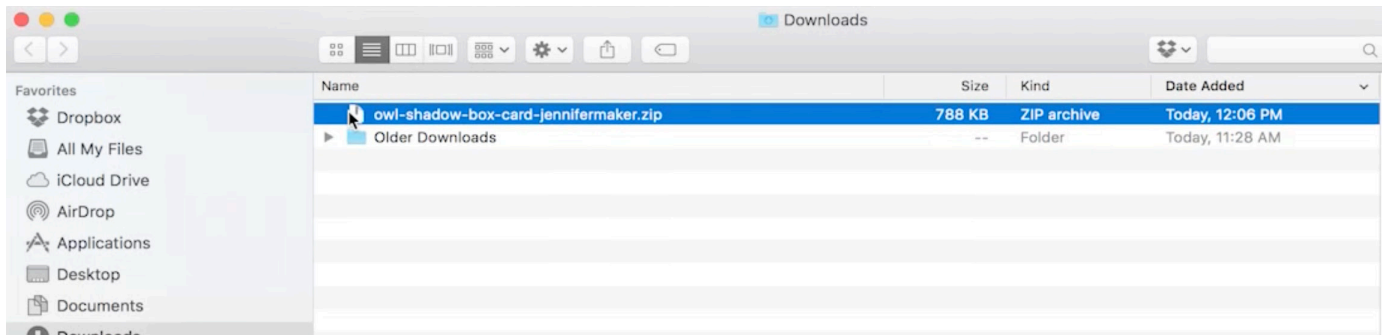 Downloads
Favorites
Name Size Kind Date Added
Dropbox
owl-shadow-box-card-jennifermaker.zip 788 KB ZIP archive Today, 12:06 PM
Older Downloads -- Folder Today, 11:28 AM
All My Files
iCloud Drive
AirDrop
Applications
Desktop
Documents
Downloads